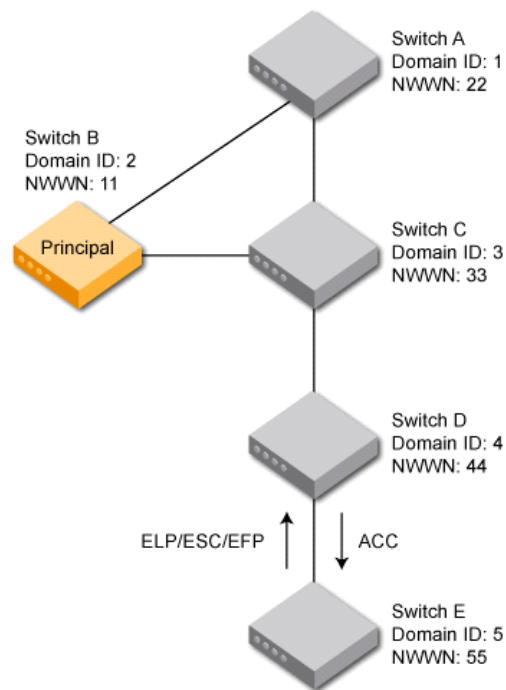 Switch A
Domain ID: 1
NWWN: 22
Switch B
Domain ID: 2
NWWN: 11
Principal
Switch C
Domain ID: 3
NWWN: 33
Switch D
Domain ID: 4
NWWN: 44
ELP/ESC/EFP
ACC
Switch E
Domain ID: 5
NWWN: 55